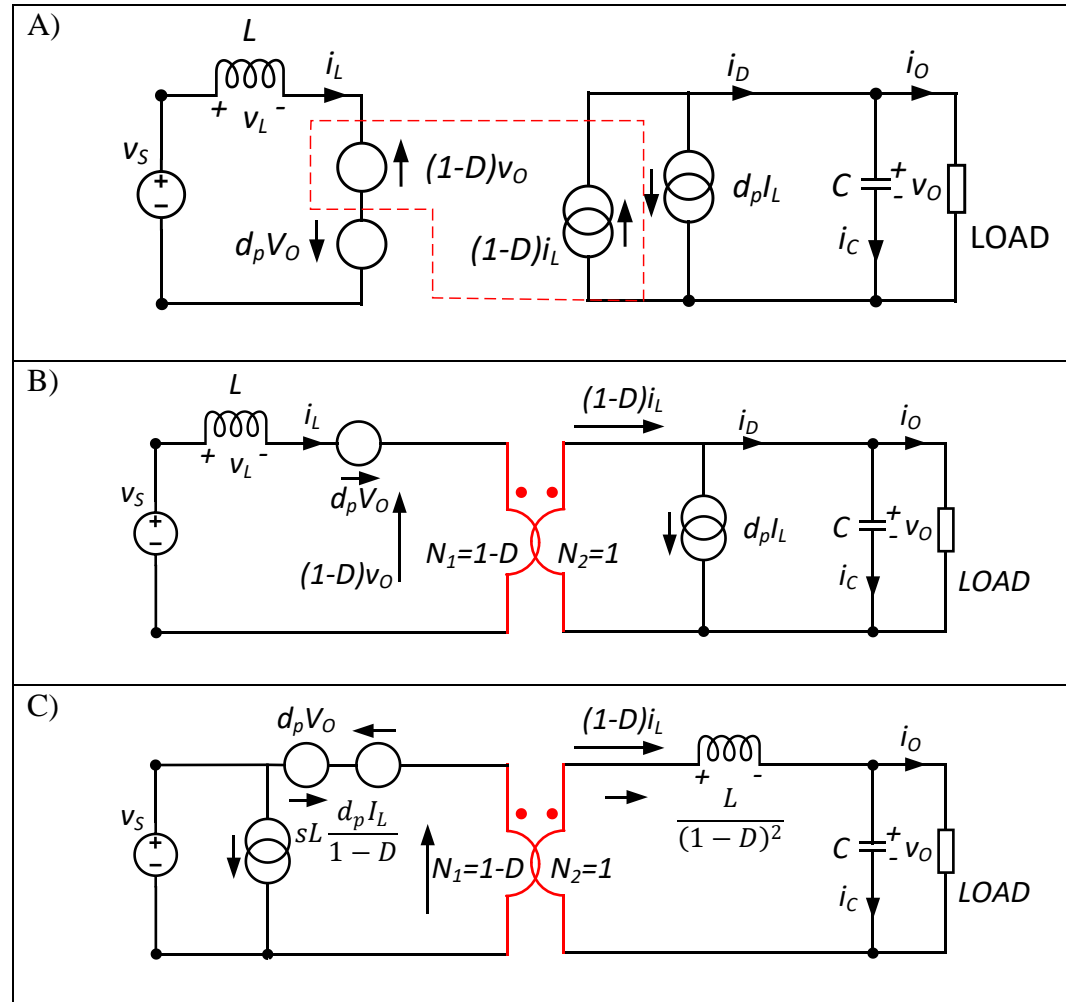 A)
L
i_L
i_D
i_O
+ v_L -
v_S
+
−
(1-D)v_O
d_pV_O
(1-D)i_L
d_pI_L
C
+
-
v_O
i_C
LOAD
B)
L
i_L
(1-D)i_L
i_D
i_O
+ v_L -
d_pV_O
v_S
+
−
(1-D)v_O
N_1=1-D
N_2=1
d_pI_L
C
+
-
v_O
i_C
LOAD
C)
d_pV_O
(1-D)i_L
i_O
+ -
v_S
+
−
sL d_pI_L / 1 − D
L / (1 − D)^2
N_1=1-D
N_2=1
C
+
-
v_O
i_C
LOAD